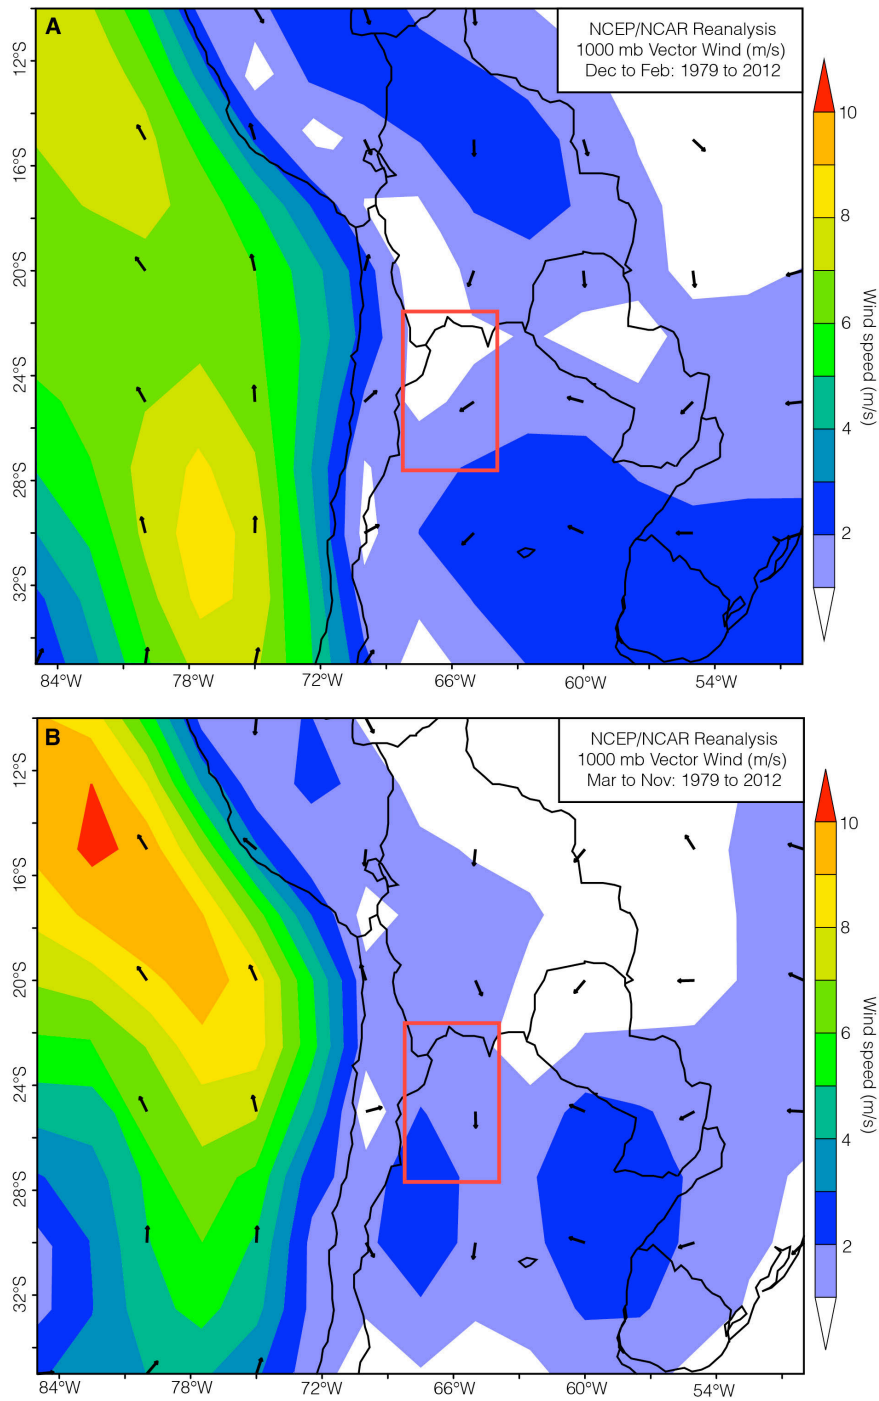 A
NCEP/NCAR Reanalysis
1000 mb Vector Wind (m/s)
Dec to Feb: 1979 to 2012
12°S
16°S
20°S
24°S
28°S
32°S
84°W
78°W
72°W
66°W
60°W
54°W
10
8
6
4
2
Wind speed (m/s)
B
NCEP/NCAR Reanalysis
1000 mb Vector Wind (m/s)
Mar to Nov: 1979 to 2012
12°S
16°S
20°S
24°S
28°S
32°S
84°W
78°W
72°W
66°W
60°W
54°W
10
8
6
4
2
Wind speed (m/s)